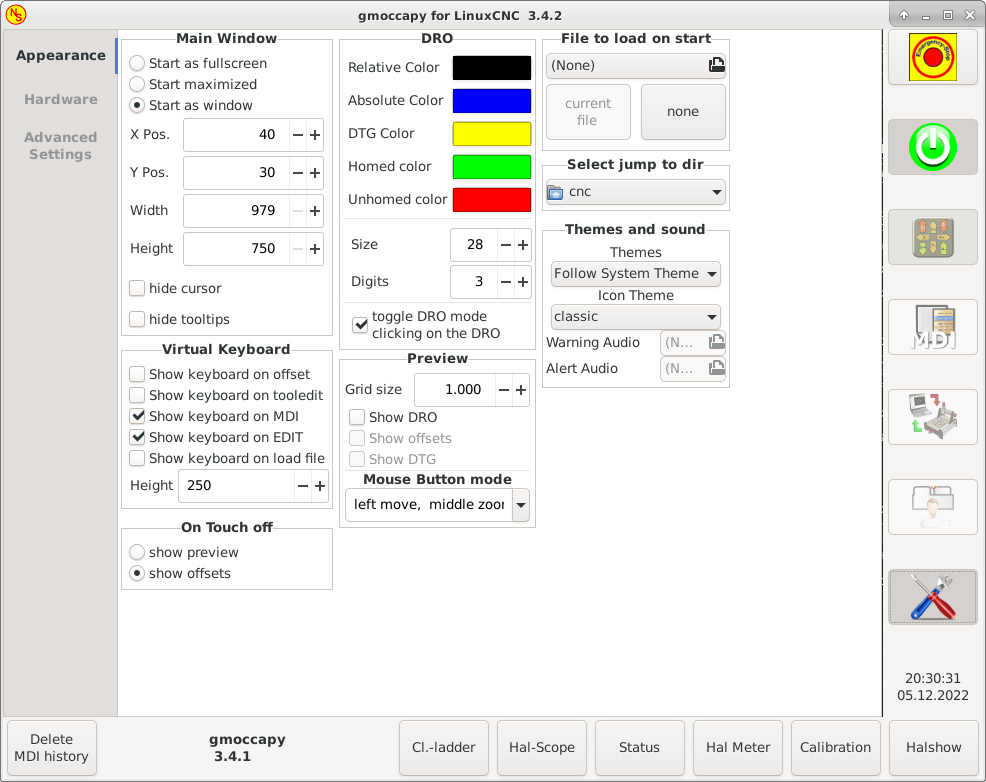 gmoccapy for LinuxCNC 3.4.2
Appearance
Hardware
Advanced
Settings
Main Window
Start as fullscreen
Start maximized
Start as window
X Pos. 40
Y Pos. 30
Width 979
Height 750
hide cursor
hide tooltips
Virtual Keyboard
Show keyboard on offset
Show keyboard on tooledit
Show keyboard on MDI
Show keyboard on EDIT
Show keyboard on load file
Height 250
On Touch off
show preview
show offsets
DRO
Relative Color
Absolute Color
DTG Color
Homed color
Unhomed color
Size 28
Digits 3
toggle DRO mode
clicking on the DRO
Preview
Grid size 1.000
Show DRO
Show offsets
Show DTG
Mouse Button mode
left move, middle zoor
File to load on start
(None)
current
file
none
Select jump to dir
cnc
Themes and sound
Themes
Follow System Theme
Icon Theme
classic
Warning Audio (N...
Alert Audio (N...
Emergency-Stop
MDI
20:30:31
05.12.2022
Delete
MDI history
gmoccapy
3.4.1
Cl.-ladder
Hal-Scope
Status
Hal Meter
Calibration
Halshow